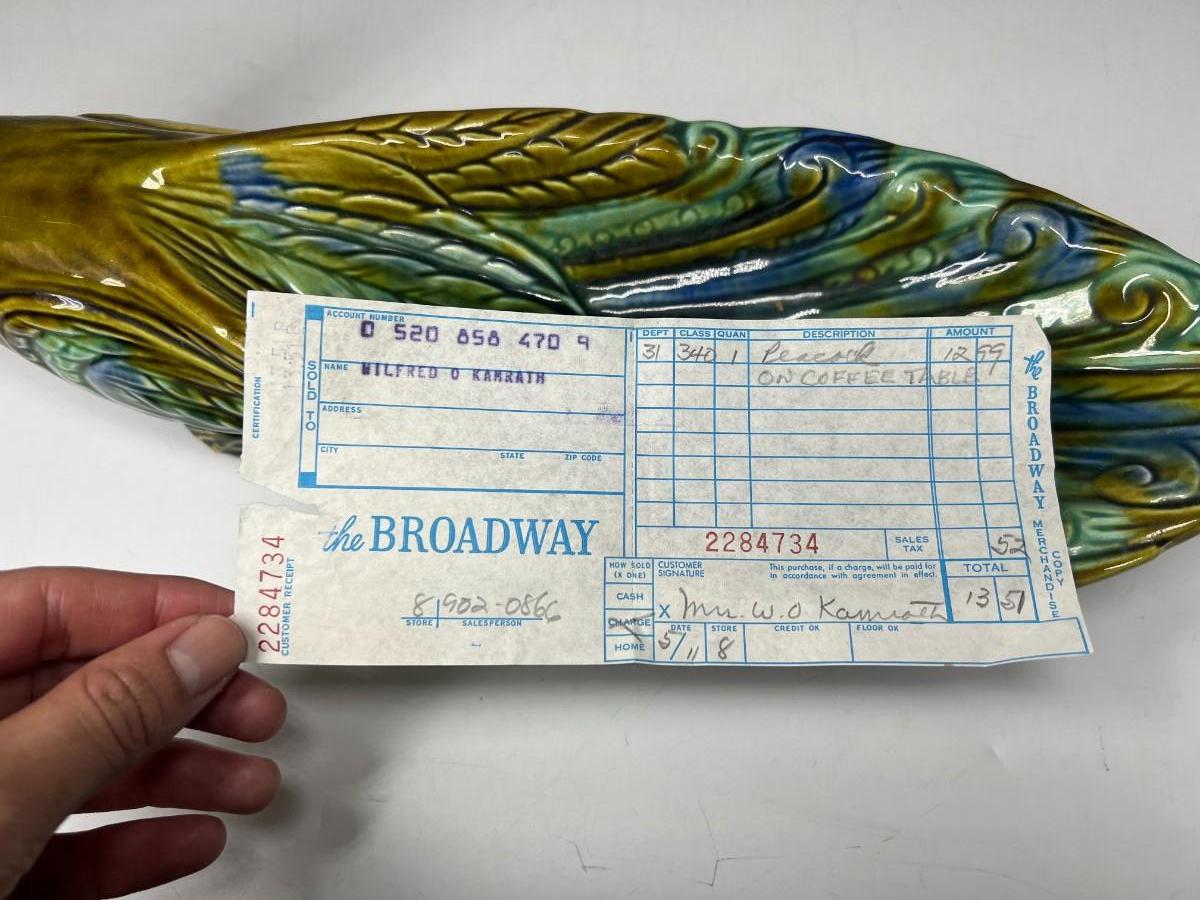 ACCOUNT NUMBER
0 520 858 470 9
SOLD TO
NAME WILFRED O KAMRATH
ADDRESS
CITY STATE ZIP CODE
CERTIFICATION
the BROADWAY
2284734
CUSTOMER RECEIPT
8 902-086
STORE SALESPERSON
DEPT CLASS QUAN DESCRIPTION AMOUNT
31 340 1 Peacock 12 99
ON COFFEE TABLE
2284734 SALES TAX 52
HOW SOLD (X ONE)
CASH
CHARGE
HOME
CUSTOMER SIGNATURE
This purchase, if a charge, will be paid for
in accordance with agreement in effect.
X Mrs. W.O Kamrath
TOTAL
13 51
DATE STORE CREDIT OK FLOOR OK
5/11 8
the BROADWAY
MERCHANDISE COPY